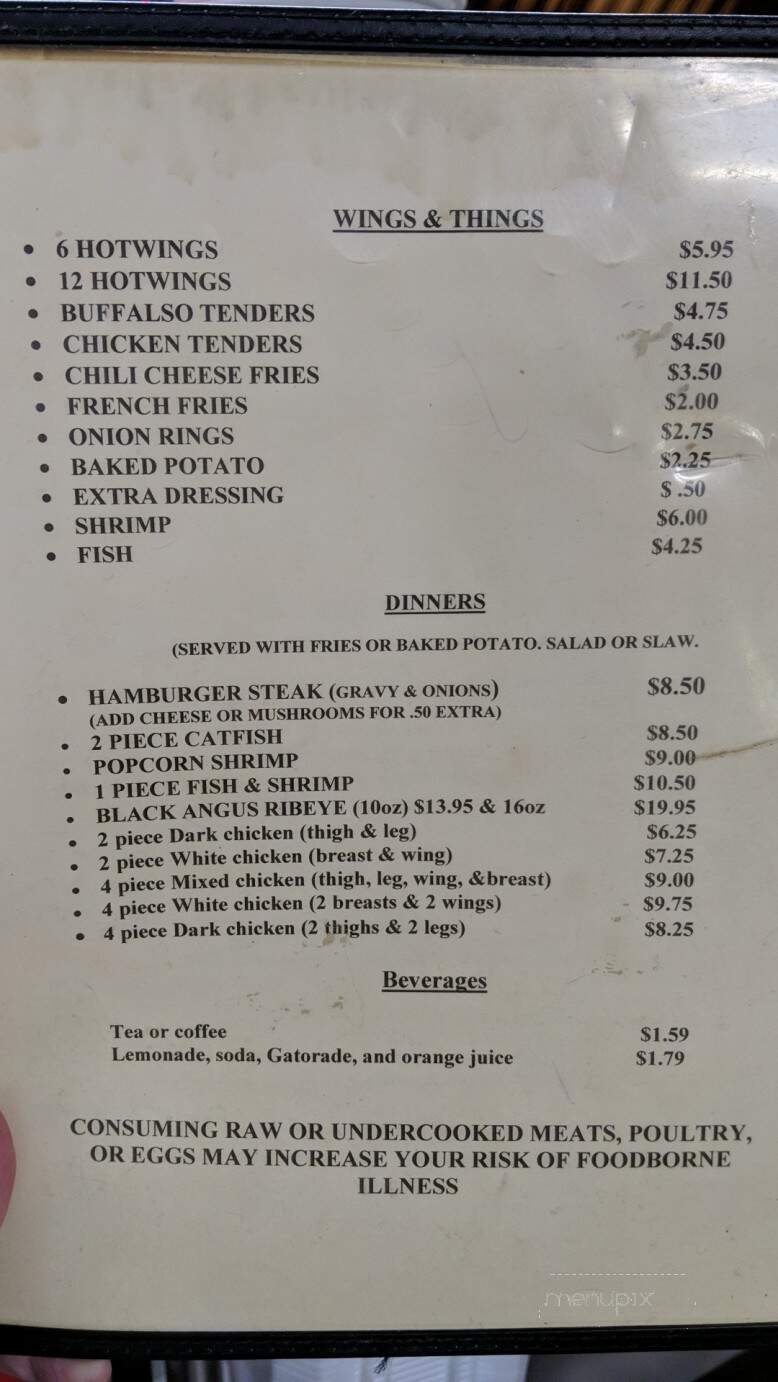 WINGS & THINGS
• 6 HOTWINGS $5.95
• 12 HOTWINGS $11.50
• BUFFALSO TENDERS $4.75
• CHICKEN TENDERS $4.50
• CHILI CHEESE FRIES $3.50
• FRENCH FRIES $2.00
• ONION RINGS $2.75
• BAKED POTATO $2.25
• EXTRA DRESSING $ .50
• SHRIMP $6.00
• FISH $4.25
DINNERS
(SERVED WITH FRIES OR BAKED POTATO. SALAD OR SLAW.
• HAMBURGER STEAK (GRAVY & ONIONS) $8.50
(ADD CHEESE OR MUSHROOMS FOR .50 EXTRA)
• 2 PIECE CATFISH $8.50
• POPCORN SHRIMP $9.00
• 1 PIECE FISH & SHRIMP $10.50
• BLACK ANGUS RIBEYE (10oz) $13.95 & 16oz $19.95
• 2 piece Dark chicken (thigh & leg) $6.25
• 2 piece White chicken (breast & wing) $7.25
• 4 piece Mixed chicken (thigh, leg, wing, &breast) $9.00
• 4 piece White chicken (2 breasts & 2 wings) $9.75
• 4 piece Dark chicken (2 thighs & 2 legs) $8.25
Beverages
Tea or coffee $1.59
Lemonade, soda, Gatorade, and orange juice $1.79
CONSUMING RAW OR UNDERCOOKED MEATS, POULTRY,
OR EGGS MAY INCREASE YOUR RISK OF FOODBORNE
ILLNESS
menupix